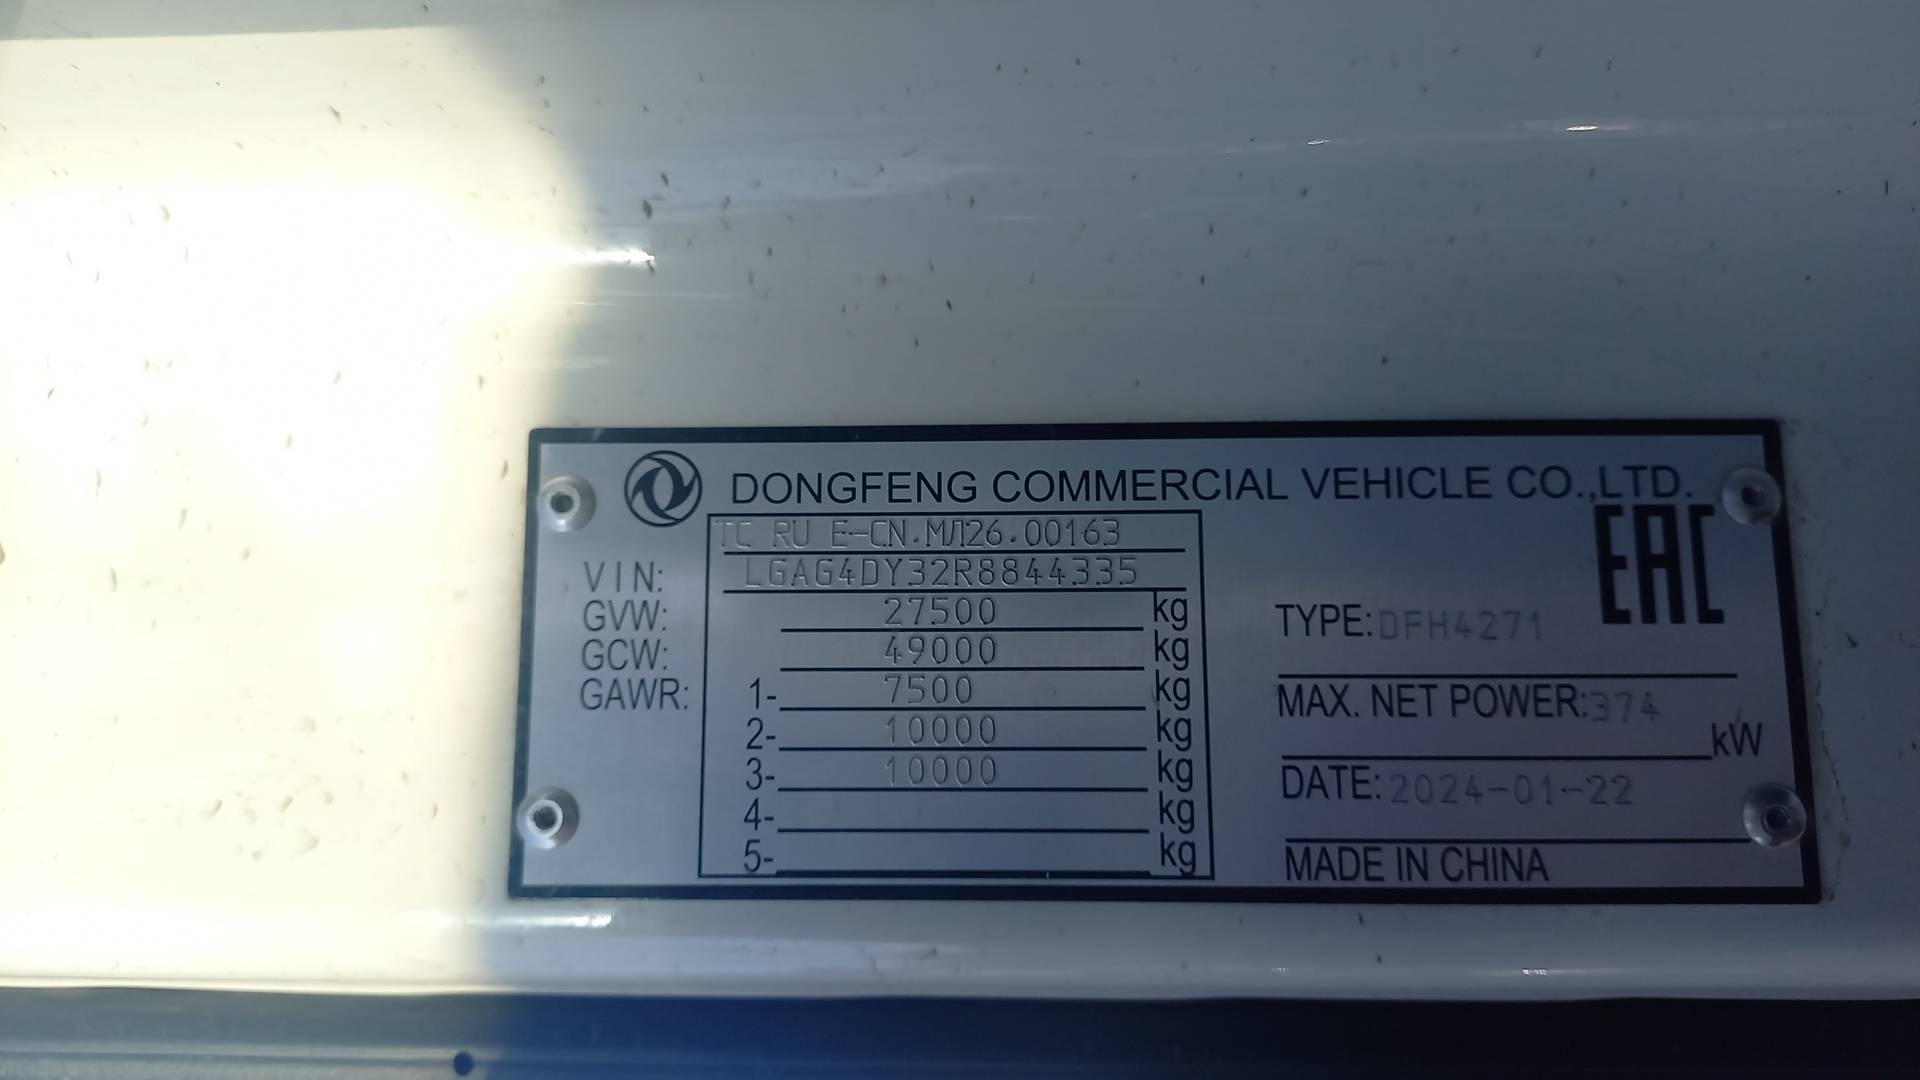 DONGFENG COMMERCIAL VEHICLE CO.,LTD.
TC RU E-CN.МЛ26.00163
VIN: LGAG4DY32R8844335
GVW: 27500 kg
GCW: 49000 kg
GAWR: 1- 7500 kg
2- 10000 kg
3- 10000 kg
4- kg
5- kg
EAC
TYPE: DFH4271
MAX. NET POWER: 374 kW
DATE: 2024-01-22
MADE IN CHINA